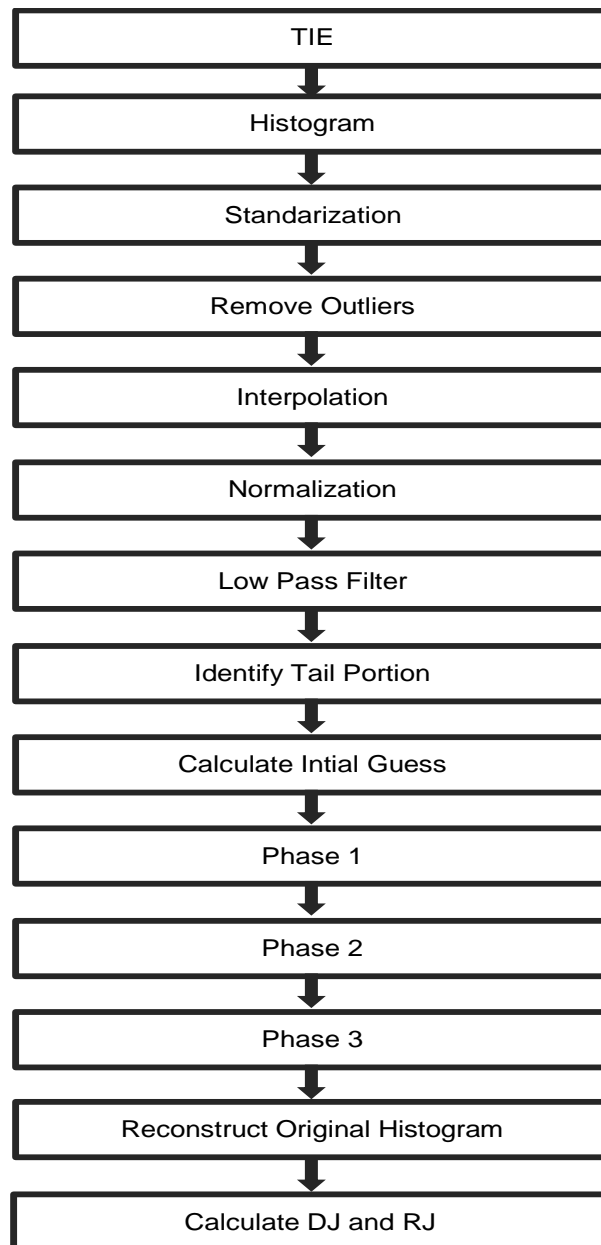 TIE
Histogram
Standarization
Remove Outliers
Interpolation
Normalization
Low Pass Filter
Identify Tail Portion
Calculate Intial Guess
Phase 1
Phase 2
Phase 3
Reconstruct Original Histogram
Calculate DJ and RJ